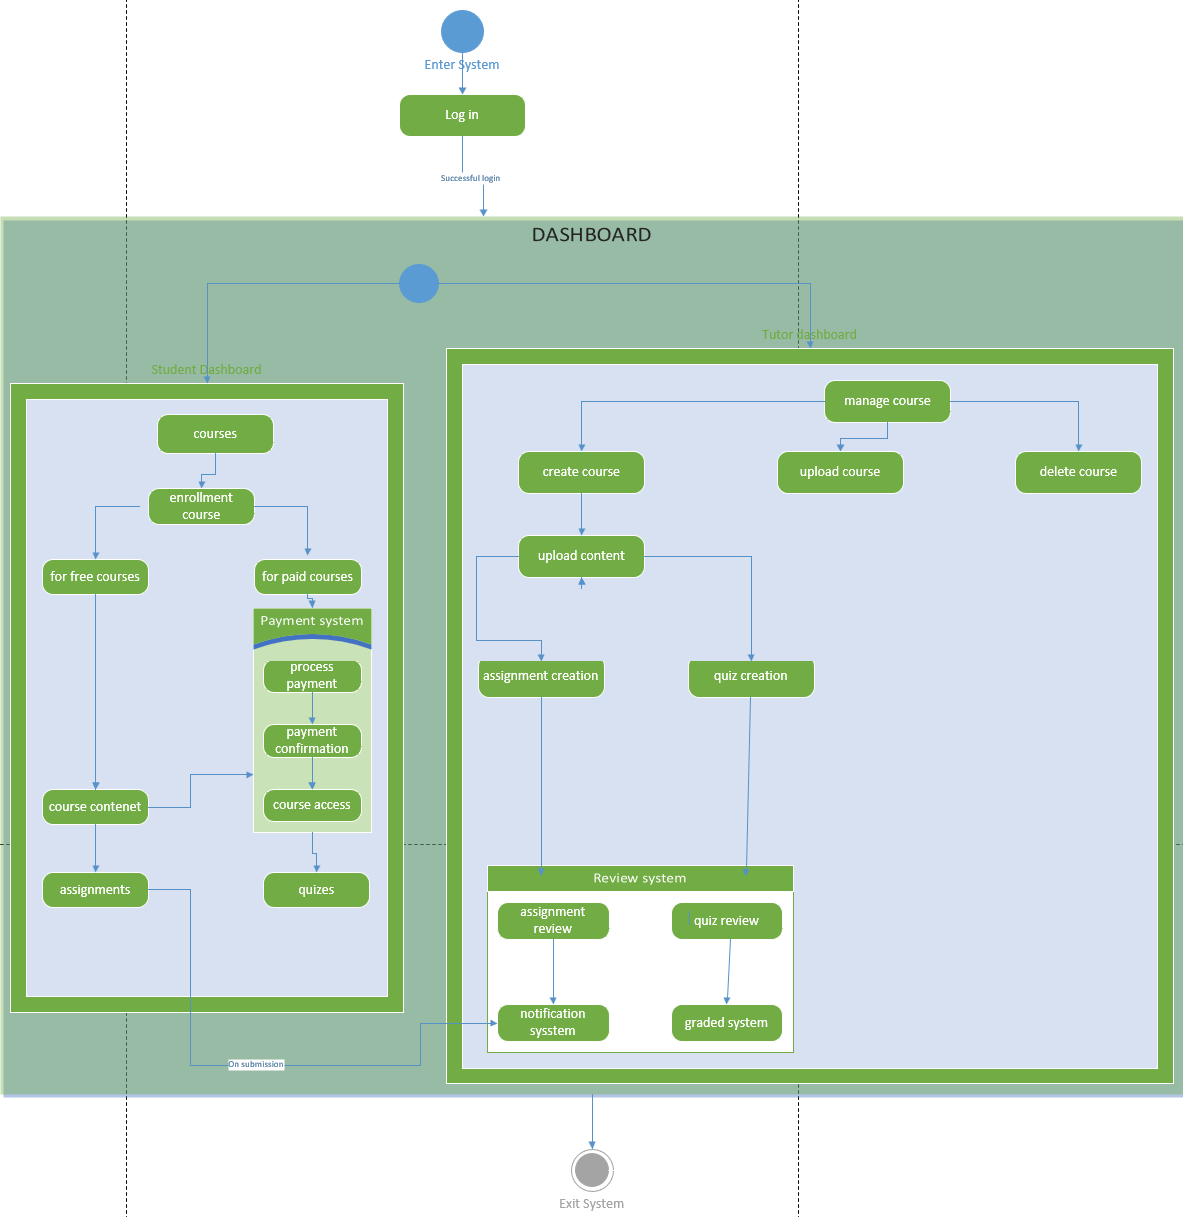 Enter System
Log in
Successful login
DASHBOARD
Tutor dashboard
Student Dashboard
courses
enrollment
course
for free courses
for paid courses
Payment system
process
payment
payment
confirmation
course access
course contenet
assignments
quizes
On submission
manage course
create course
upload course
delete course
upload content
assignment creation
quiz creation
Review system
assignment
review
quiz review
notification
sysstem
graded system
Exit System